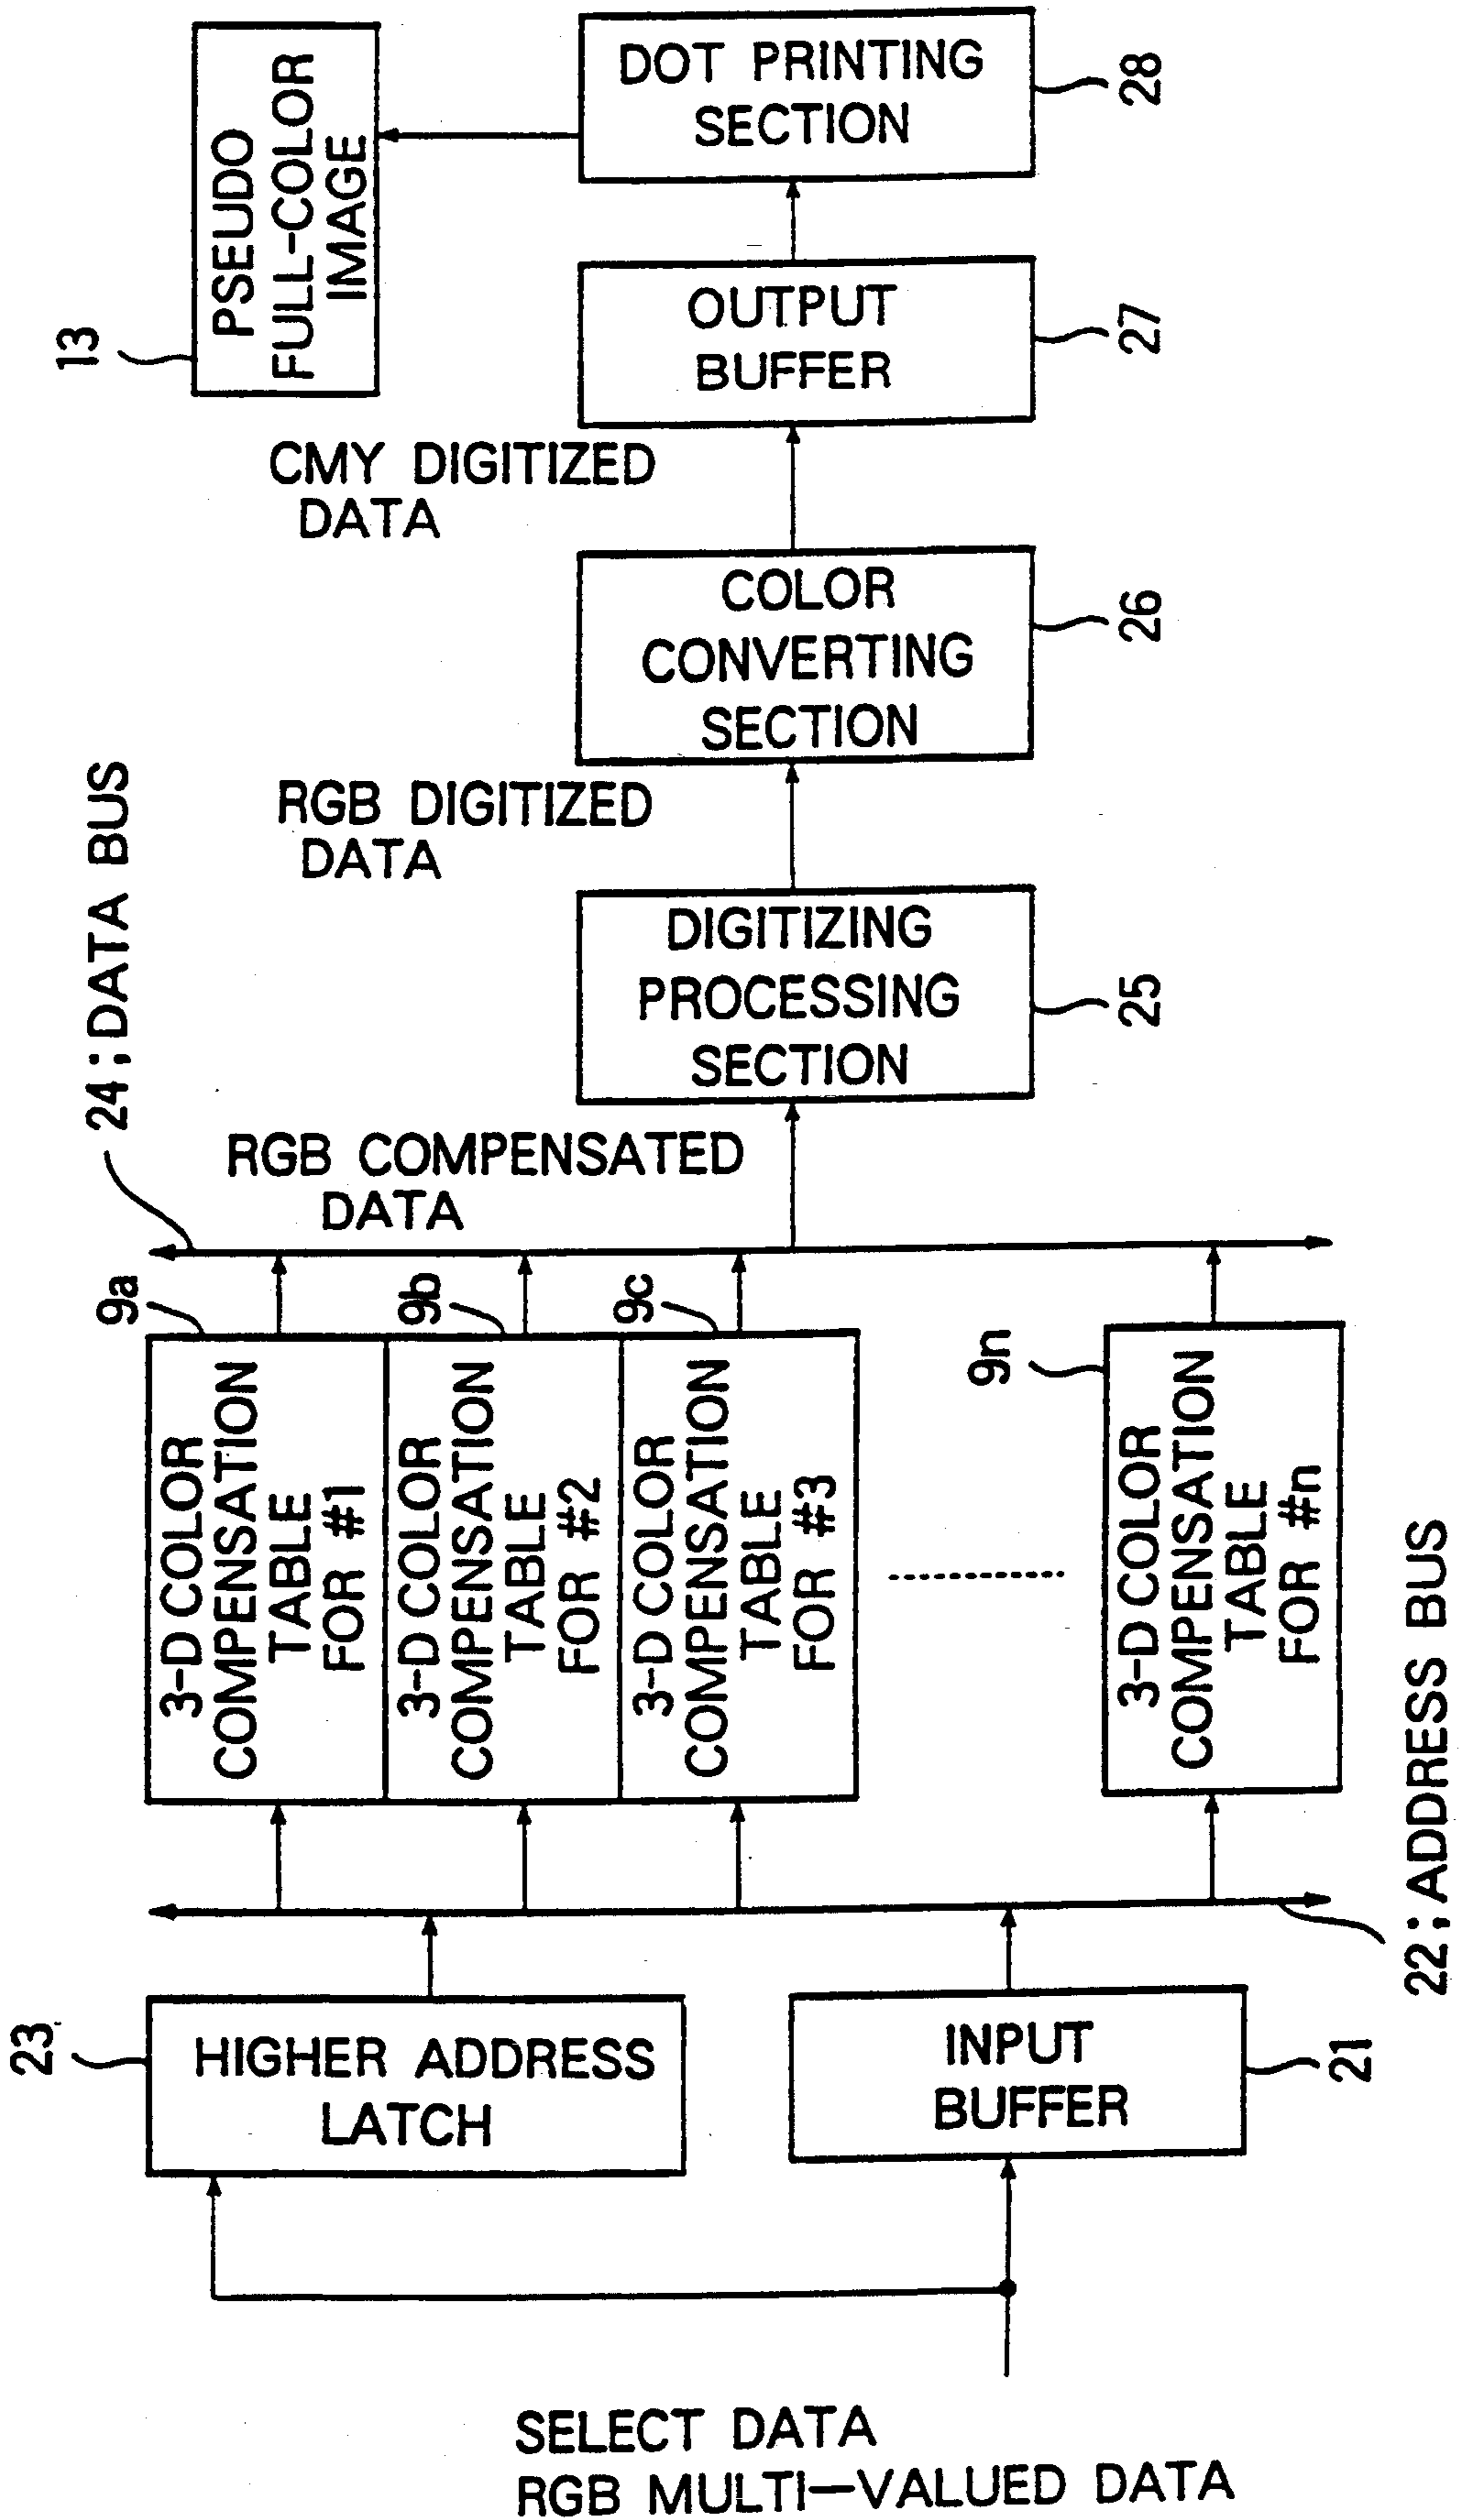 13
PSEUDO
FULL-COLOR
IMAGE
DOT PRINTING
SECTION
28
OUTPUT
BUFFER
27
CMY DIGITIZED
DATA
COLOR
CONVERTING
SECTION
26
RGB DIGITIZED
DATA
24:DATA BUS
DIGITIZING
PROCESSING
SECTION
25
RGB COMPENSATED
DATA
9a
9b
9c
9n
3-D COLOR
COMPENSATION
TABLE
FOR #1
3-D COLOR
COMPENSATION
TABLE
FOR #2
3-D COLOR
COMPENSATION
TABLE
FOR #3
3-D COLOR
COMPENSATION
TABLE
FOR #n
22:ADDRESS BUS
23
HIGHER ADDRESS
LATCH
INPUT
BUFFER
21
SELECT DATA
RGB MULTI-VALUED DATA